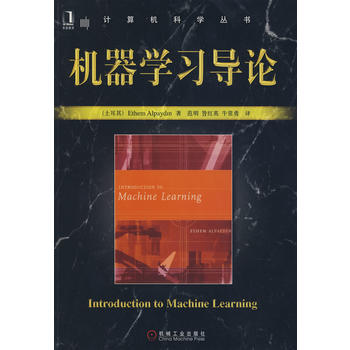 计算机科学丛书
机器学习导论
(土耳其) Ethem Alpaydin 著 范明 昝红英 牛常勇 译
INTRODUCTION TO
Machine Learning
ETHEM ALPAYDIN
Introduction to Machine Learning
机械工业出版社
China Machine Press